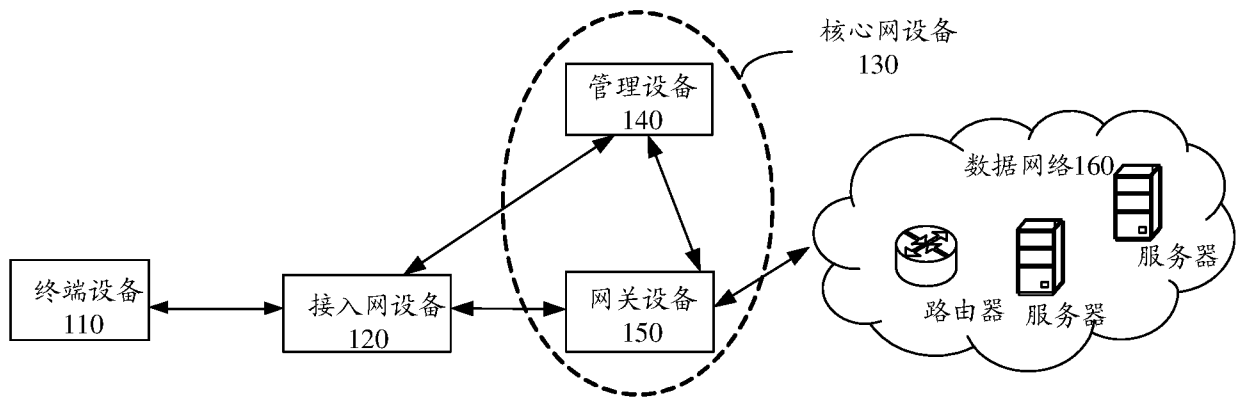 核心网设备
130
管理设备
140
数据网络160
服务器
终端设备
110
接入网设备
120
网关设备
150
路由器
服务器